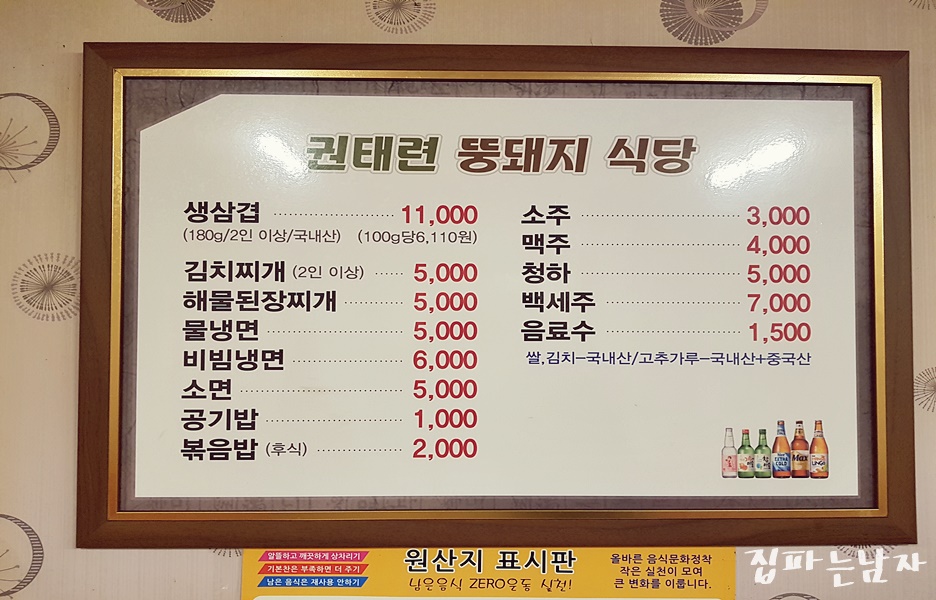 권태련 뚱돼지 식당
생삼겹 11,000
(180g/2인 이상/국내산) (100g당6,110원)
김치찌개 (2인 이상) 5,000
해물된장찌개 5,000
물냉면 5,000
비빔냉면 6,000
소면 5,000
공기밥 1,000
볶음밥 (후식) 2,000
소주 3,000
맥주 4,000
청하 5,000
백세주 7,000
음료수 1,500
쌀,김치-국내산/고추가루-국내산+중국산
EXTRA COLD
Max
알뜰하고 깨끗하게 상차리기
기본찬은 부족하면 더 주기
남은 음식은 재사용 안하기
원산지 표시판
남은음식 ZERO운동 실천!
올바른 음식문화정착
작은 실천이 모여
큰 변화를 이룹니다.
집파는남자